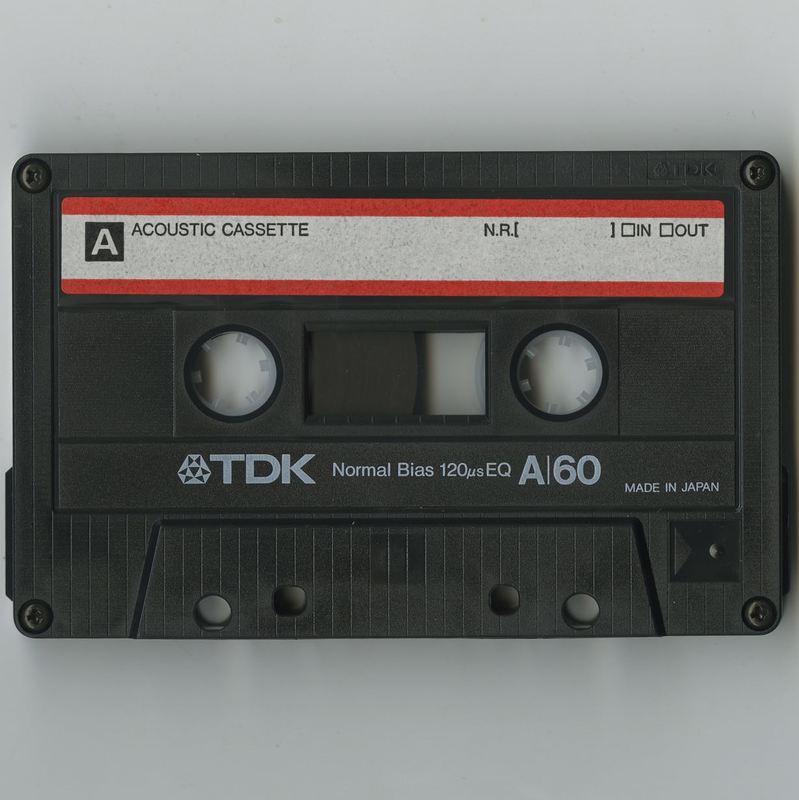 TDK
A ACOUSTIC CASSETTE N.R.[ ] IN OUT
TDK Normal Bias 120µs EQ A|60
MADE IN JAPAN